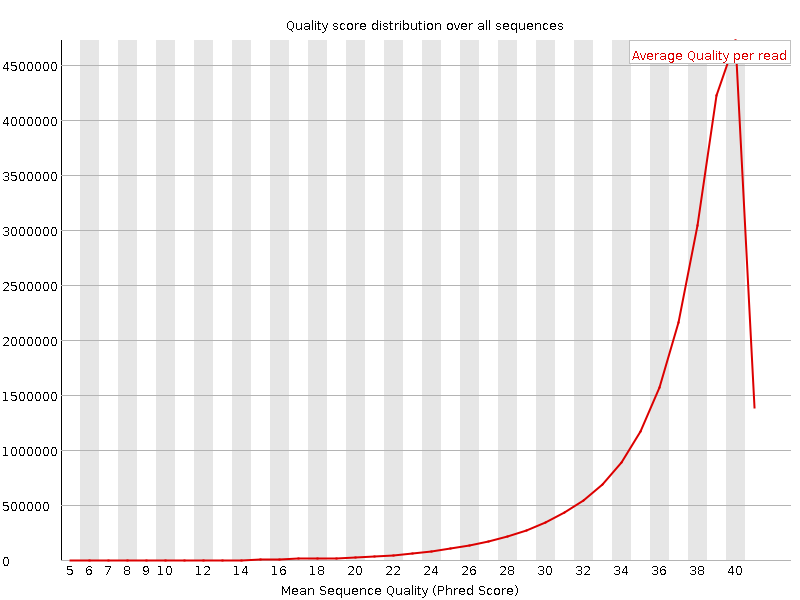 Quality score distribution over all sequences
Average Quality per read
4500000
4000000
3500000
3000000
2500000
2000000
1500000
1000000
500000
0
5 6 7 8 9 10 12 14 16 18 20 22 24 26 28 30 32 34 36 38 40
Mean Sequence Quality (Phred Score)